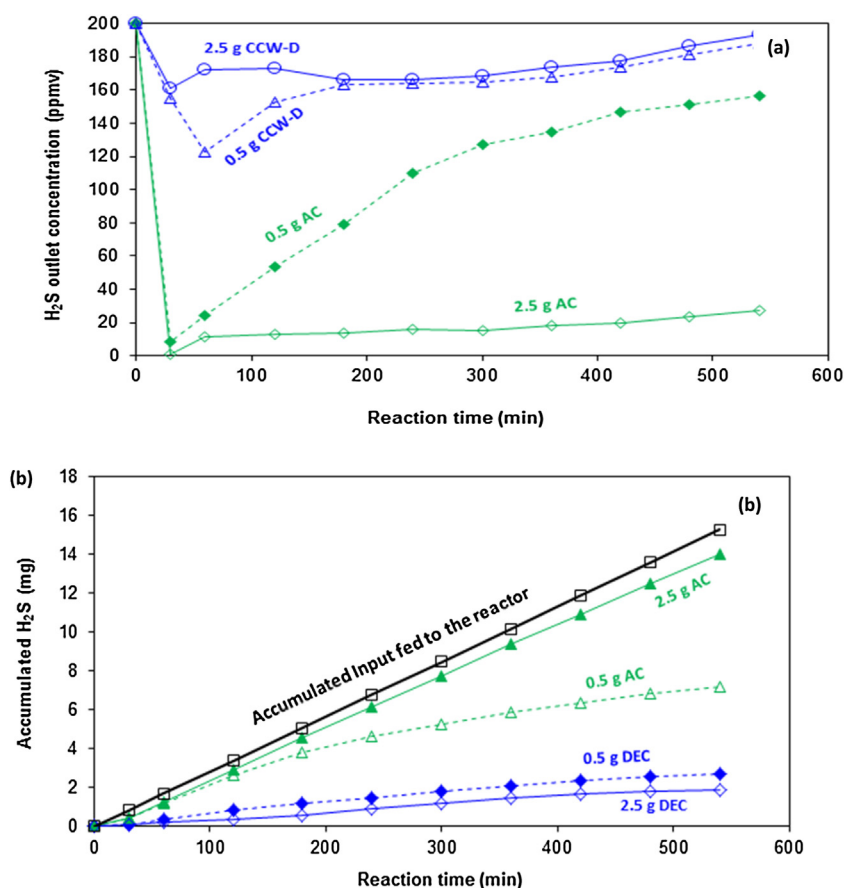 200
180
160
140
120
100
80
60
40
20
0
H₂S outlet concentration (ppmv)
(a)
2.5 g CCW-D
0.5 g CCW-D
0.5 g AC
2.5 g AC
0 100 200 300 400 500 600
Reaction time (min)
(b)
18
16
14
12
10
8
6
4
2
0
Accumulated H₂S (mg)
(b)
Accumulated Input fed to the reactor
2.5 g AC
0.5 g AC
0.5 g DEC
2.5 g DEC
0 100 200 300 400 500 600
Reaction time (min)